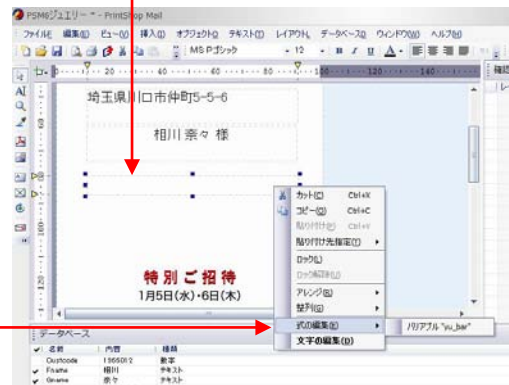 PSM6ジュエリー * - PrintShop Mail
ファイル 編集(E) ビュー(V) 挿入(I) オブジェクト(O) テキスト(T) レイアウト(L) データベース(D) ウィンドウ(W) ヘルプ(H)
MS Pゴシック 12 B I U A
0 20 40 60 80 100 120 140
埼玉県川口市仲町5-5-6
相川 奈々 様
カット(C) Ctrl+X
コピー(O) Ctrl+C
貼り付け(P) Ctrl+V
貼り付け先指定(T)
ロック(L)
ロック解除(U)
アレンジ(R)
整列(G)
式の編集(E) バリアブル "yu_bar"
文字の編集(D)
特別ご招待
1月5日(水)・6日(木)
データベース
名前 内容 種類
Custcode 1355012 数字
Fname 相川 テキスト
Gname 奈々 テキスト